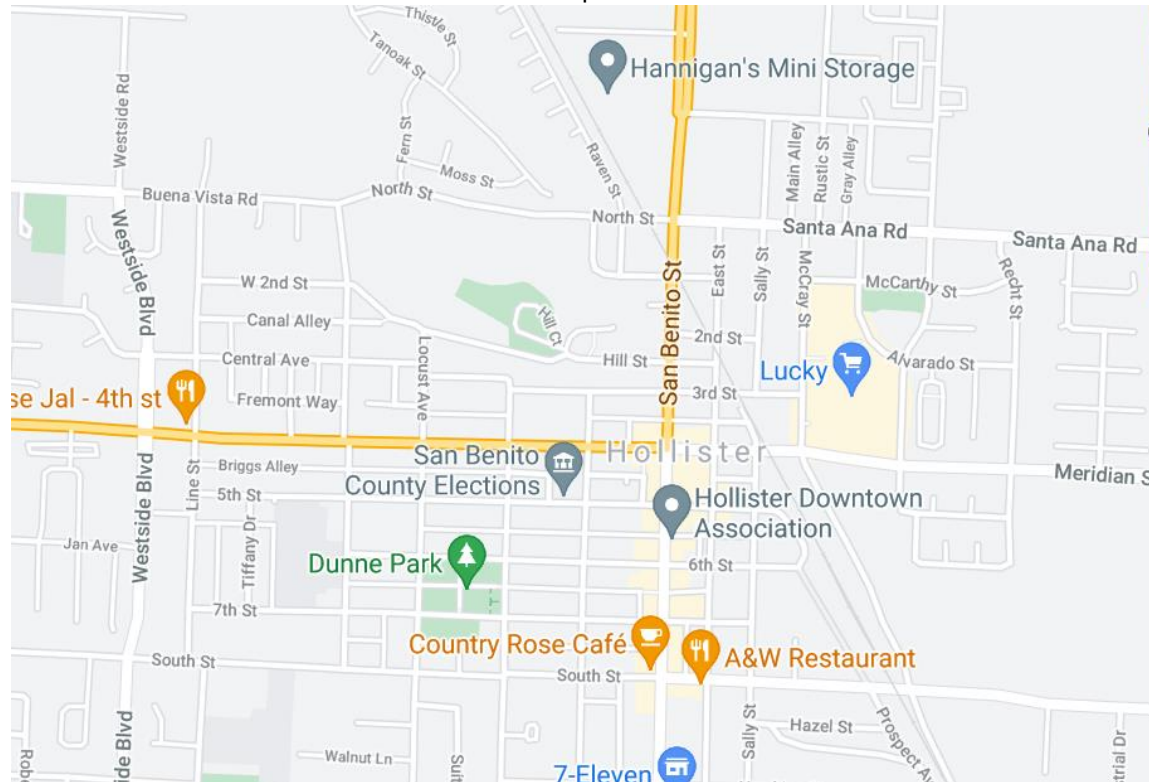 Thistle St
Tanoak St
Hannigan's Mini Storage
Westside Rd
Fern St
Moss St
Raven St
Main Alley
Rustic St
Gray Alley
Buena Vista Rd
North St
North St
Santa Ana Rd
Santa Ana Rd
Westside Blvd
W 2nd St
San Benito St
East St
Sally St
McCray St
McCarthy St
Recht St
Canal Alley
Hill Ct
2nd St
Central Ave
Locust Ave
Hill St
Alvarado St
Lucky
se Jal - 4th st
Fremont Way
3rd St
Hollister
San Benito
County Elections
Briggs Alley
Line St
5th St
Meridian S
Hollister Downtown
Association
Westside Blvd
Jan Ave
Tiffany Dr
Dunne Park
6th St
7th St
Country Rose Café
A&W Restaurant
South St
South St
Sally St
Hazel St
Prospect Av
trial Dr
side Blvd
Robe
Walnut Ln
Suit
7-Eleven